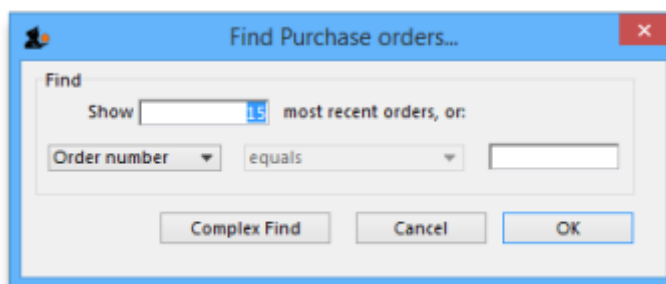 Find Purchase orders...
Find
Show 15 most recent orders, or:
Order number equals
Complex Find Cancel OK